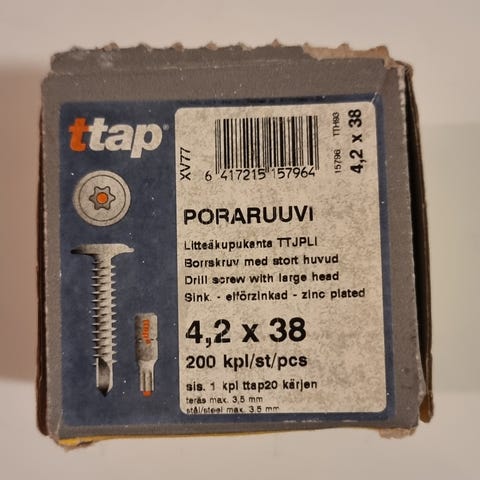 ttap®
XV77
6 417215 157964
15796 TTH93
4,2 x 38
PORARUUVI
Litteäkupukanta TTJPLI
Borrskruv med stort huvud
Drill screw with large head
Sink. - elförzinkad - zinc plated
4,2 x 38
200 kpl/st/pcs
sis. 1 kpl ttap20 kärjen
teräs max. 3,5 mm
stål/steel max. 3,5 mm